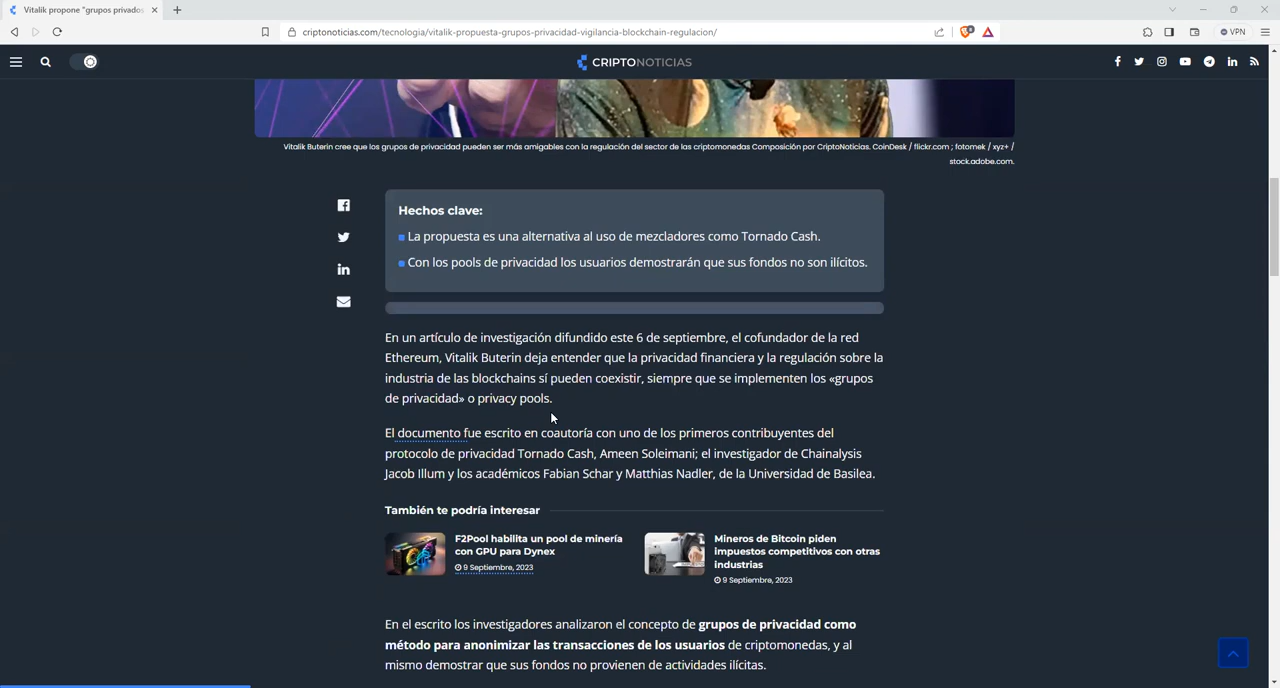 Vitalik propone "grupos privados
criptonoticias.com/tecnologia/vitalik-propuesta-grupos-privacidad-vigilancia-blockchain-regulacion/
VPN
CRIPTONOTICIAS
Vitalik Buterin cree que los grupos de privacidad pueden ser más amigables con la regulación del sector de las criptomonedas Composición por CriptoNoticias. CoinDesk / flickr.com ; fotomek / xyz+ /
stock.adobe.com.
Hechos clave:
La propuesta es una alternativa al uso de mezcladores como Tornado Cash.
Con los pools de privacidad los usuarios demostrarán que sus fondos no son ilícitos.
En un artículo de investigación difundido este 6 de septiembre, el cofundador de la red
Ethereum, Vitalik Buterin deja entender que la privacidad financiera y la regulación sobre la
industria de las blockchains sí pueden coexistir, siempre que se implementen los «grupos
de privacidad» o privacy pools.
El documento fue escrito en coautoría con uno de los primeros contribuyentes del
protocolo de privacidad Tornado Cash, Ameen Soleimani; el investigador de Chainalysis
Jacob Illum y los académicos Fabian Schar y Matthias Nadler, de la Universidad de Basilea.
También te podría interesar
F2Pool habilita un pool de minería
con GPU para Dynex
9 Septiembre, 2023
Mineros de Bitcoin piden
impuestos competitivos con otras
industrias
9 Septiembre, 2023
En el escrito los investigadores analizaron el concepto de grupos de privacidad como
método para anonimizar las transacciones de los usuarios de criptomonedas, y al
mismo demostrar que sus fondos no provienen de actividades ilícitas.